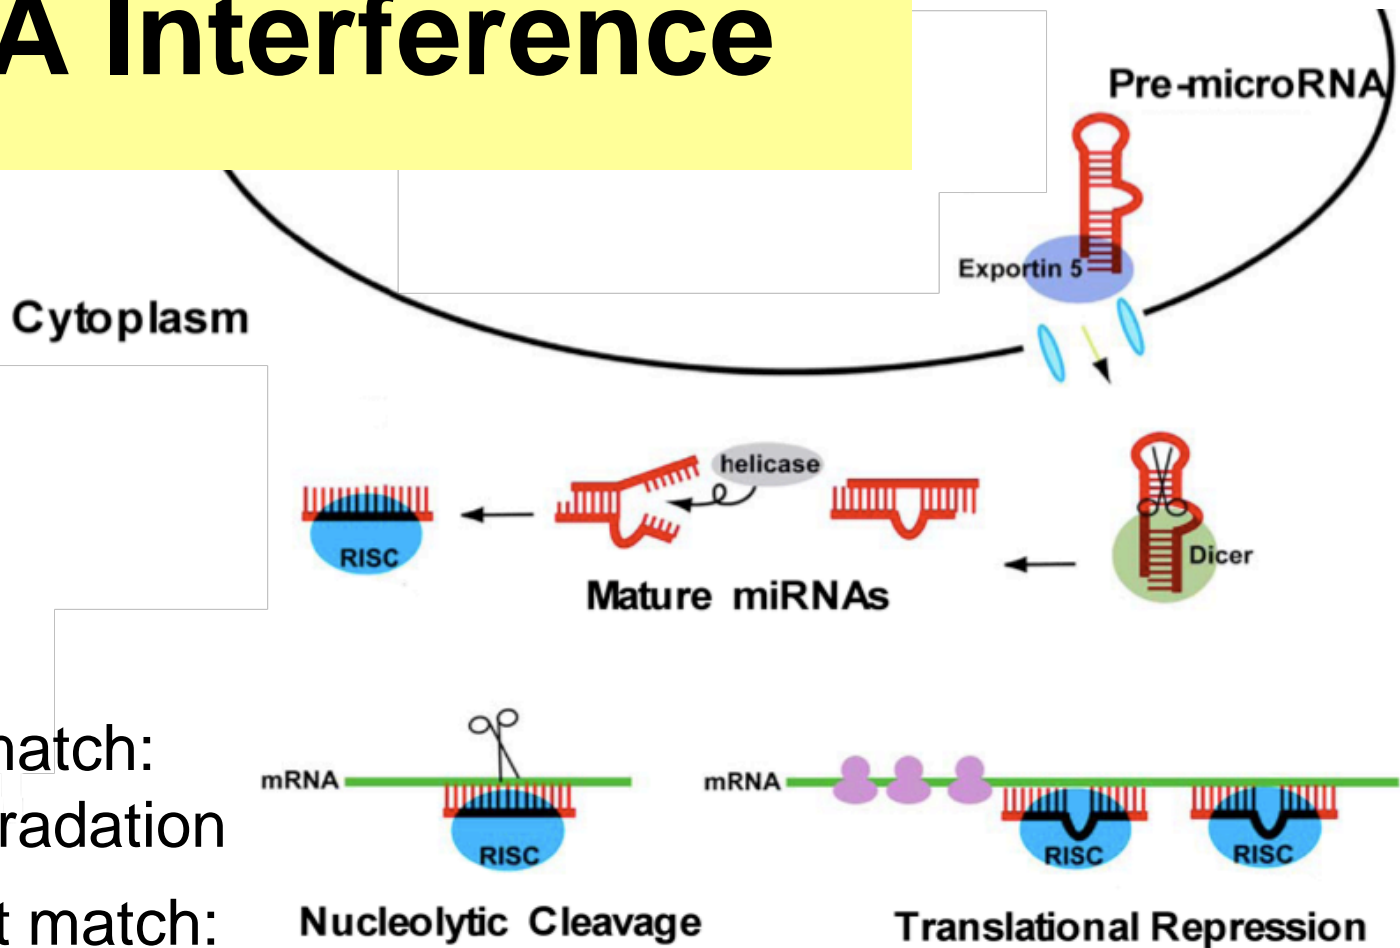 A Interference
Pre-microRNA
Exportin 5
Cytoplasm
helicase
RISC
Dicer
Mature miRNAs
natch:
radation
t match:
mRNA
RISC
Nucleolytic Cleavage
mRNA
RISC
RISC
Translational Repression